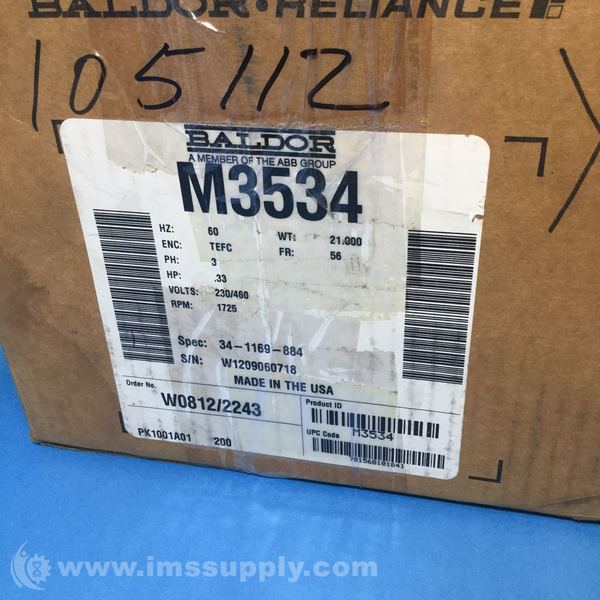 BALDOR · RELIANCE
105112
BALDOR
A MEMBER OF THE ABB GROUP
M3534
HZ: 60 WT: 21.000
ENC: TEFC FR: 56
PH: 3
HP: .33
VOLTS: 230/460
RPM: 1725
Spec: 34-1169-884
S/N: W1209060718
MADE IN THE USA
Order No.
W0812/2243
PK1001A01 200
Product ID
UPC Code M3534
781568101841
www.imssupply.com